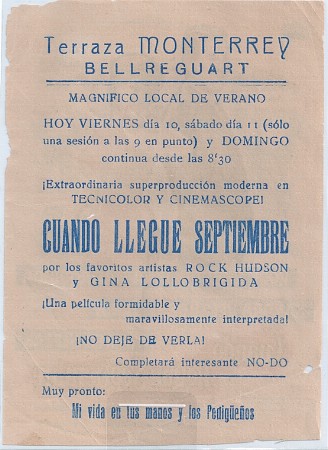 Terraza MONTERREY
BELLREGUART
MAGNIFICO LOCAL DE VERANO
HOY VIERNES día 10, sábado día 11 (sólo
una sesión a las 9 en punto) y DOMINGO
continua desde las 8'30
¡Extraordinaria superproducción moderna en
TECNICOLOR Y CINEMASCOPE!
CUANDO LLEGUE SEPTIEMBRE
por los favoritos artistas ROCK HUDSON
y GINA LOLLOBRIGIDA
¡Una película formidable y
maravillosamente interpretada!
¡NO DEJE DE VERLA!
Completará interesante NO-DO
Muy pronto:
Mi vida en tus manos y los Pedigüeños